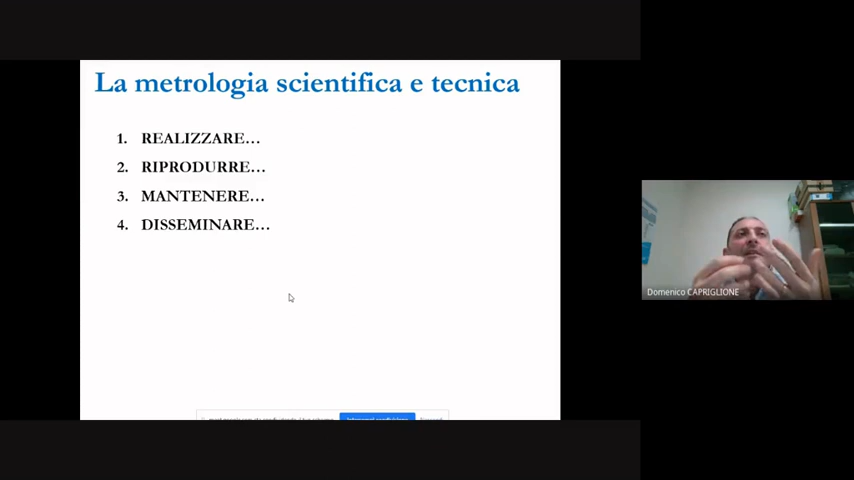 La metrologia scientifica e tecnica
1. REALIZZARE…
2. RIPRODURRE…
3. MANTENERE…
4. DISSEMINARE…
Domenico CAPRIGLIONE